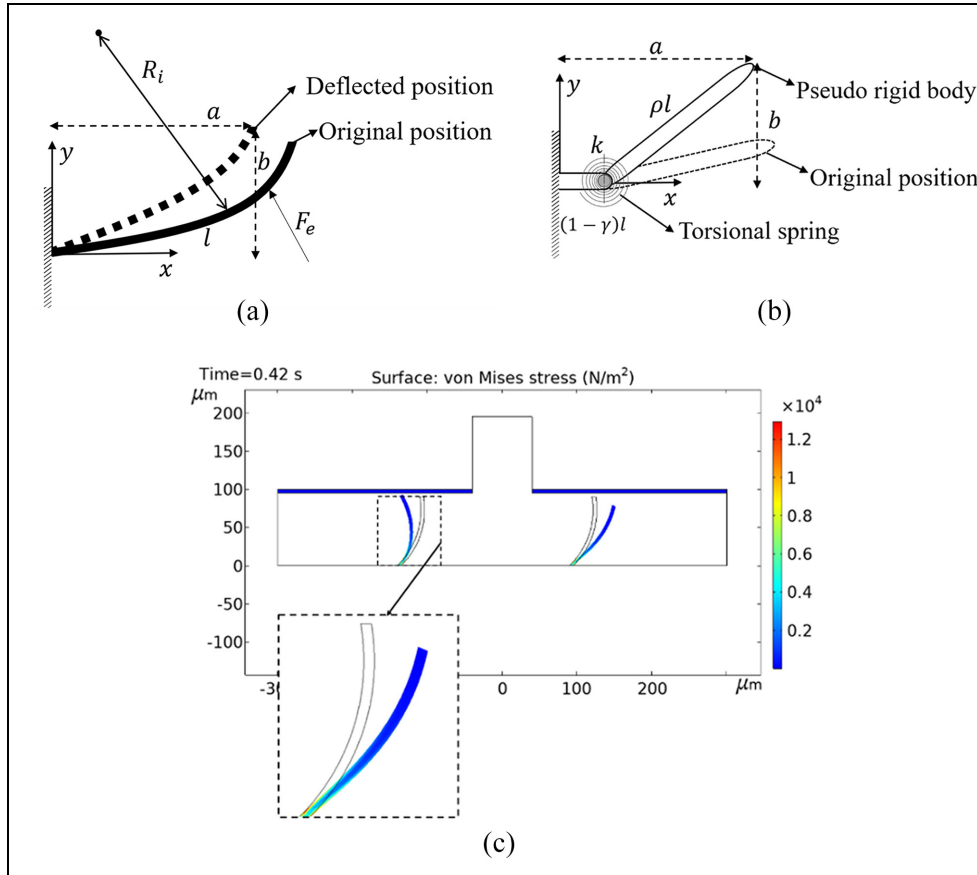 R_i
Deflected position
a
Original position
y
b
F_e
l
x
(a)
a
y
Pseudo rigid body
ρl
b
k
Original position
x
(1 − γ)l
Torsional spring
(b)
Time=0.42 s
Surface: von Mises stress (N/m²)
μm
×10⁴
200
150
100
50
0
-50
-100
1.2
1
0.8
0.6
0.4
0.2
0
100
200
μm
(c)